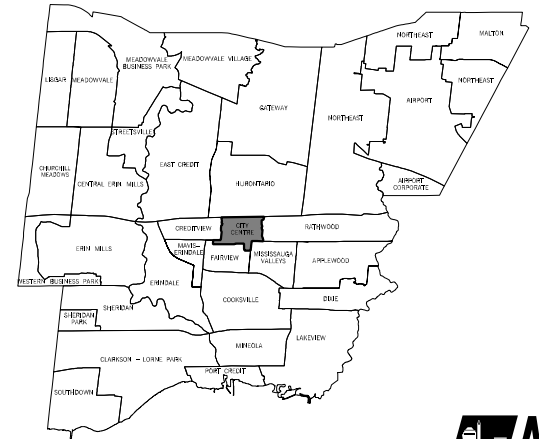 NORTHEAST
MALTON
MEADOWVALE
BUSINESS PARK
MEADOWVALE VILLAGE
LISGAR
MEADOWVALE
NORTHEAST
AIRPORT
GATEWAY
NORTHEAST
STREETSVILLE
EAST CREDIT
CHURCHILL
MEADOWS
CENTRAL ERIN MILLS
HURONTARIO
AIRPORT
CORPORATE
CREDITVIEW
CITY
CENTRE
RATHWOOD
ERIN MILLS
MAVIS-
ERINDALE
FAIRVIEW
MISSISSAUGA
VALLEYS
APPLEWOOD
WESTERN BUSINESS PARK
ERINDALE
COOKSVILLE
DIXIE
SHERIDAN
SHERIDAN
PARK
LAKEVIEW
MINEOLA
CLARKSON - LORNE PARK
PORT CREDIT
SOUTHDOWN